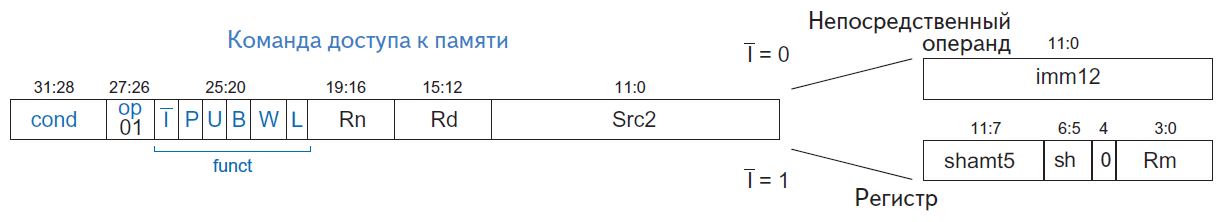 Непосредственный
операнд
Команда доступа к памяти
I = 0
11:0
31:28 27:26 25:20 19:16 15:12 11:0
imm12
cond op 01 I P U B W L Rn Rd Src2
11:7 6:5 4 3:0
funct
shamt5 sh 0 Rm
I = 1
Регистр